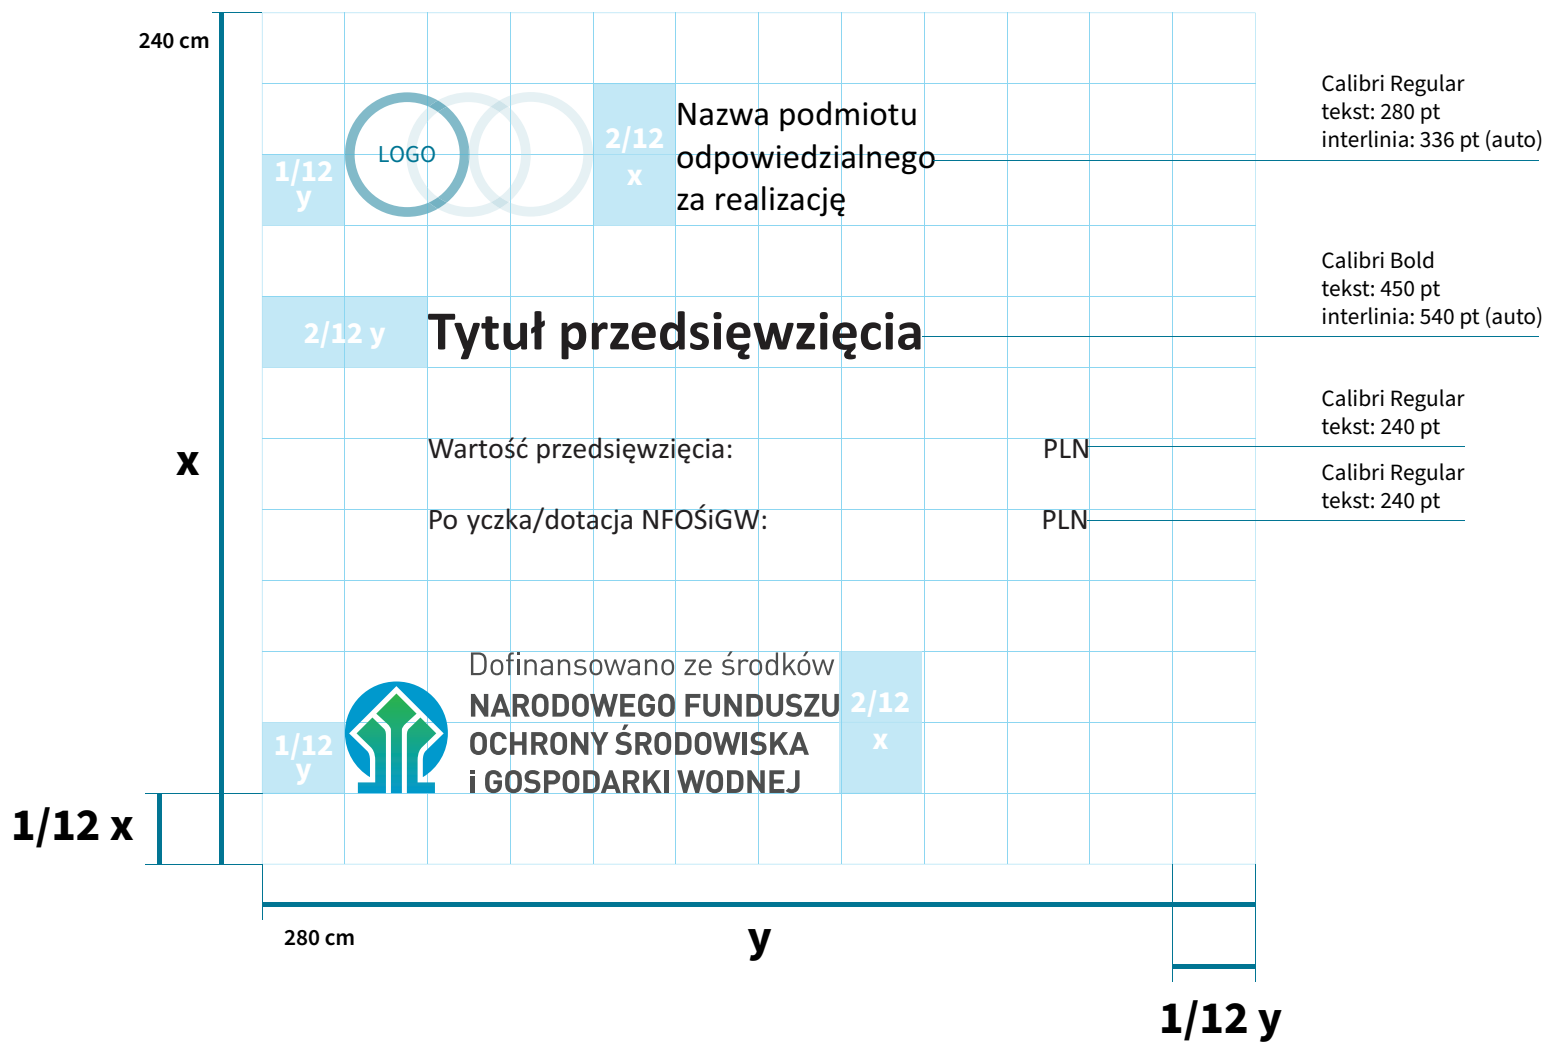 240 cm
Calibri Regular
tekst: 280 pt
interlinia: 336 pt (auto)
LOGO
2/12
x
1/12
y
Nazwa podmiotu
odpowiedzialnego
za realizację
Calibri Bold
tekst: 450 pt
interlinia: 540 pt (auto)
2/12 y
Tytuł przedsięwzięcia
Calibri Regular
tekst: 240 pt
Wartość przedsięwzięcia: PLN
x
Calibri Regular
tekst: 240 pt
Po yczka/dotacja NFOŚiGW: PLN
Dofinansowano ze środków
NARODOWEGO FUNDUSZU
OCHRONY ŚRODOWISKA
i GOSPODARKI WODNEJ
2/12
x
1/12
y
1/12 x
280 cm
y
1/12 y